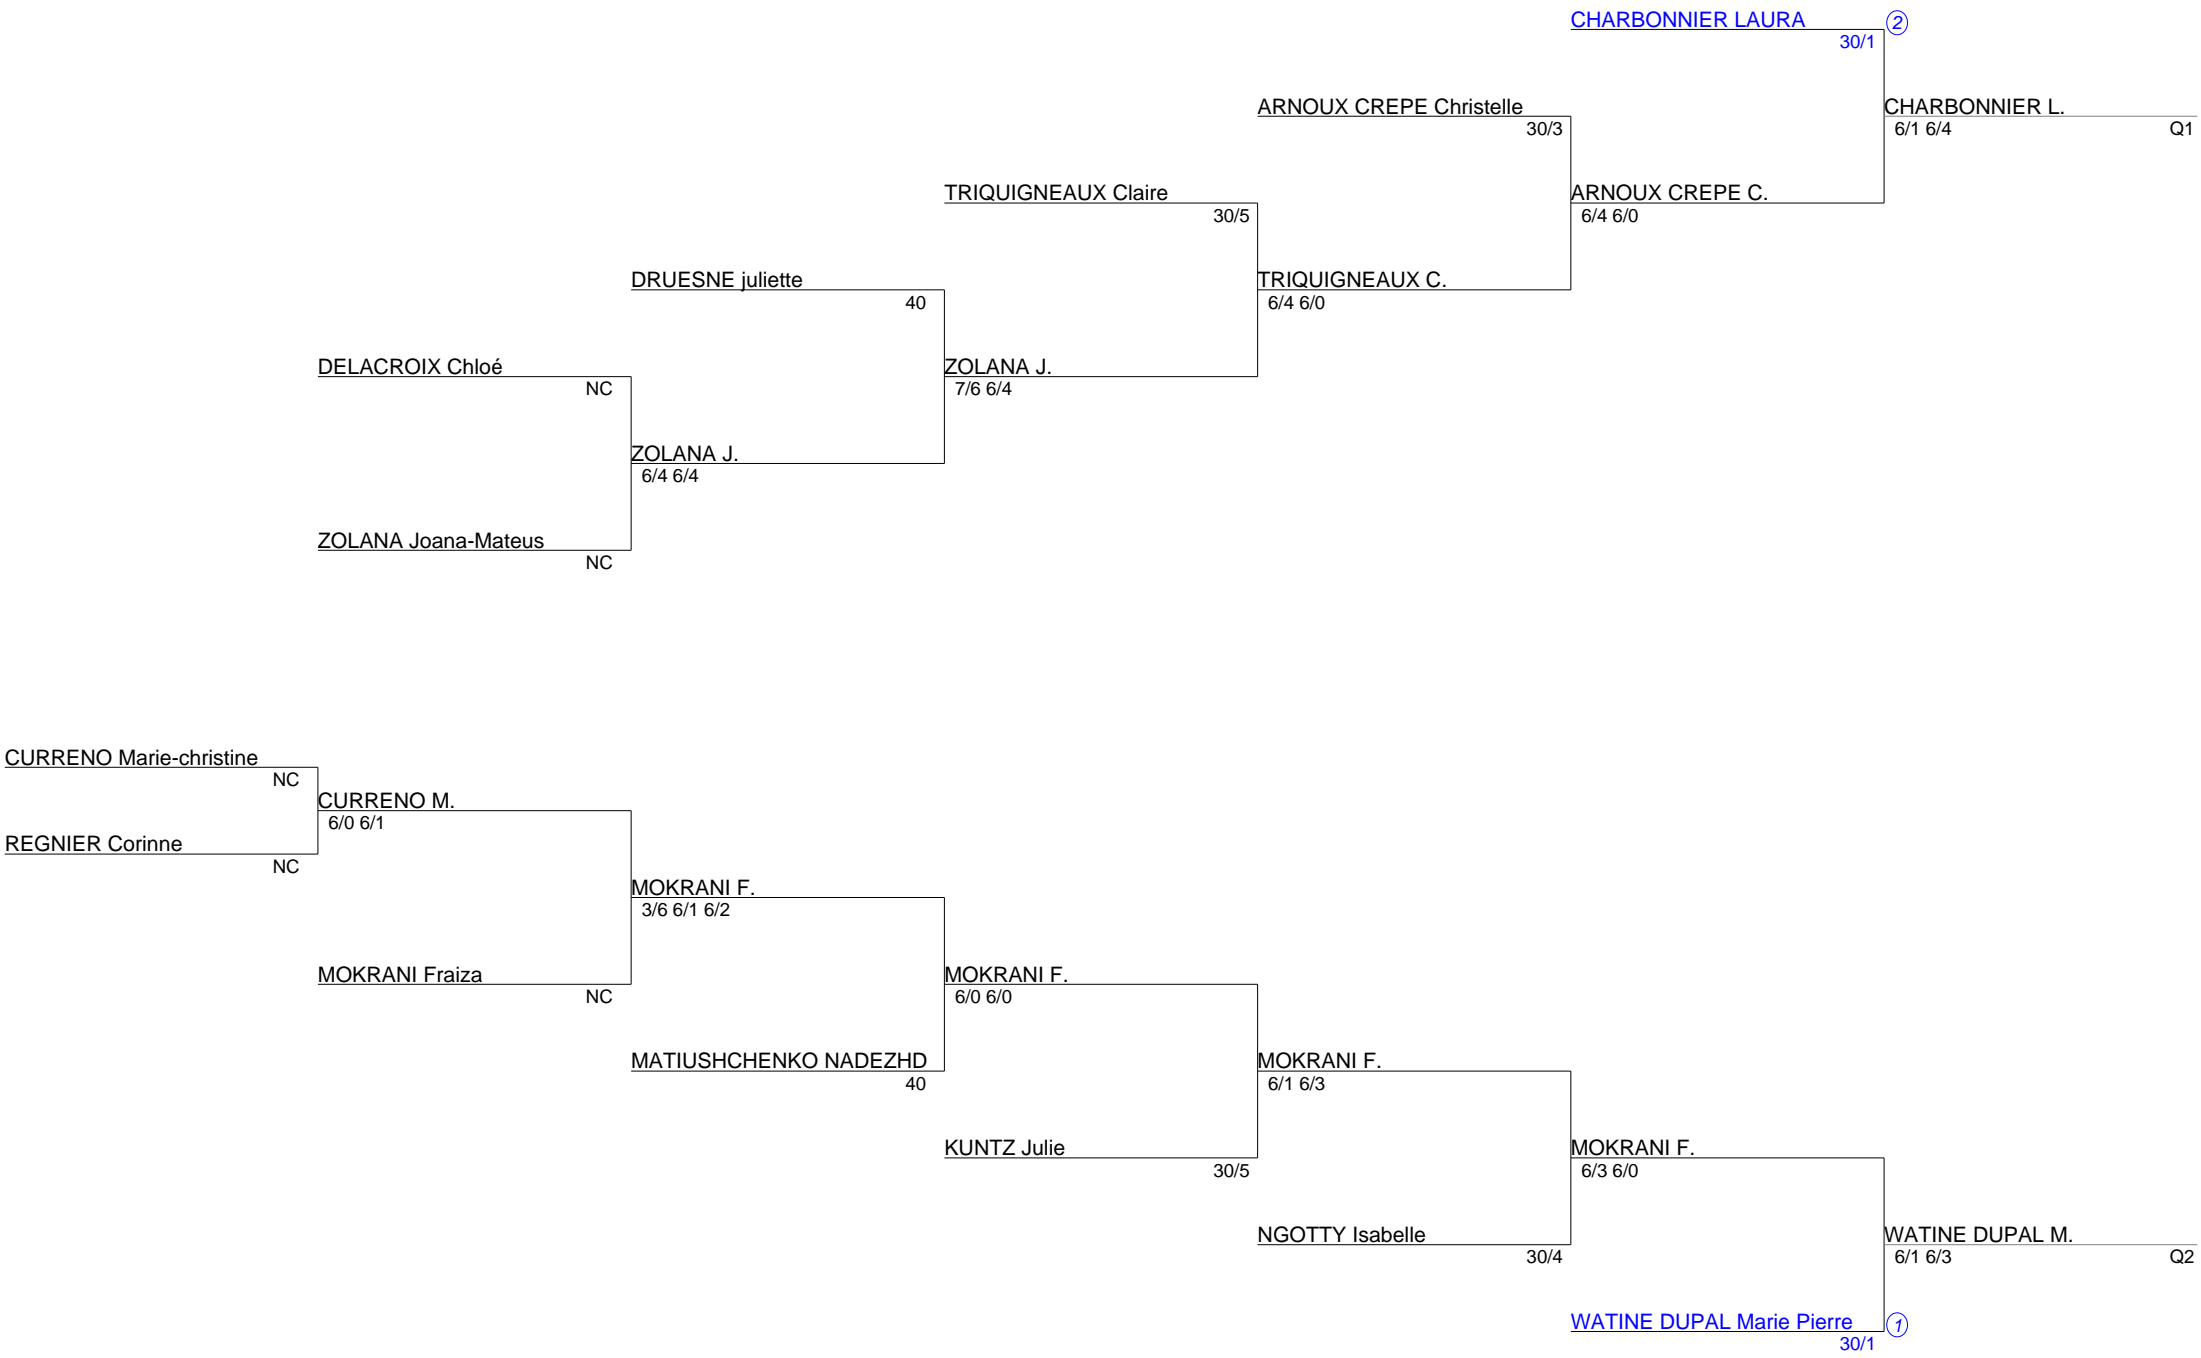 CHARBONNIER LAURA 2
30/1
ARNOUX CREPE Christelle
30/3
CHARBONNIER L.
6/1 6/4 Q1
TRIQUIGNEAUX Claire
30/5
ARNOUX CREPE C.
6/4 6/0
DRUESNE juliette
40
TRIQUIGNEAUX C.
6/4 6/0
DELACROIX Chloé
NC
ZOLANA J.
7/6 6/4
ZOLANA J.
6/4 6/4
ZOLANA Joana-Mateus
NC
CURRENO Marie-christine
NC
CURRENO M.
6/0 6/1
REGNIER Corinne
NC
MOKRANI F.
3/6 6/1 6/2
MOKRANI Fraiza
NC
MOKRANI F.
6/0 6/0
MATIUSHCHENKO NADEZHD
40
MOKRANI F.
6/1 6/3
KUNTZ Julie
30/5
MOKRANI F.
6/3 6/0
NGOTTY Isabelle
30/4
WATINE DUPAL M.
6/1 6/3 Q2
WATINE DUPAL Marie Pierre 1
30/1